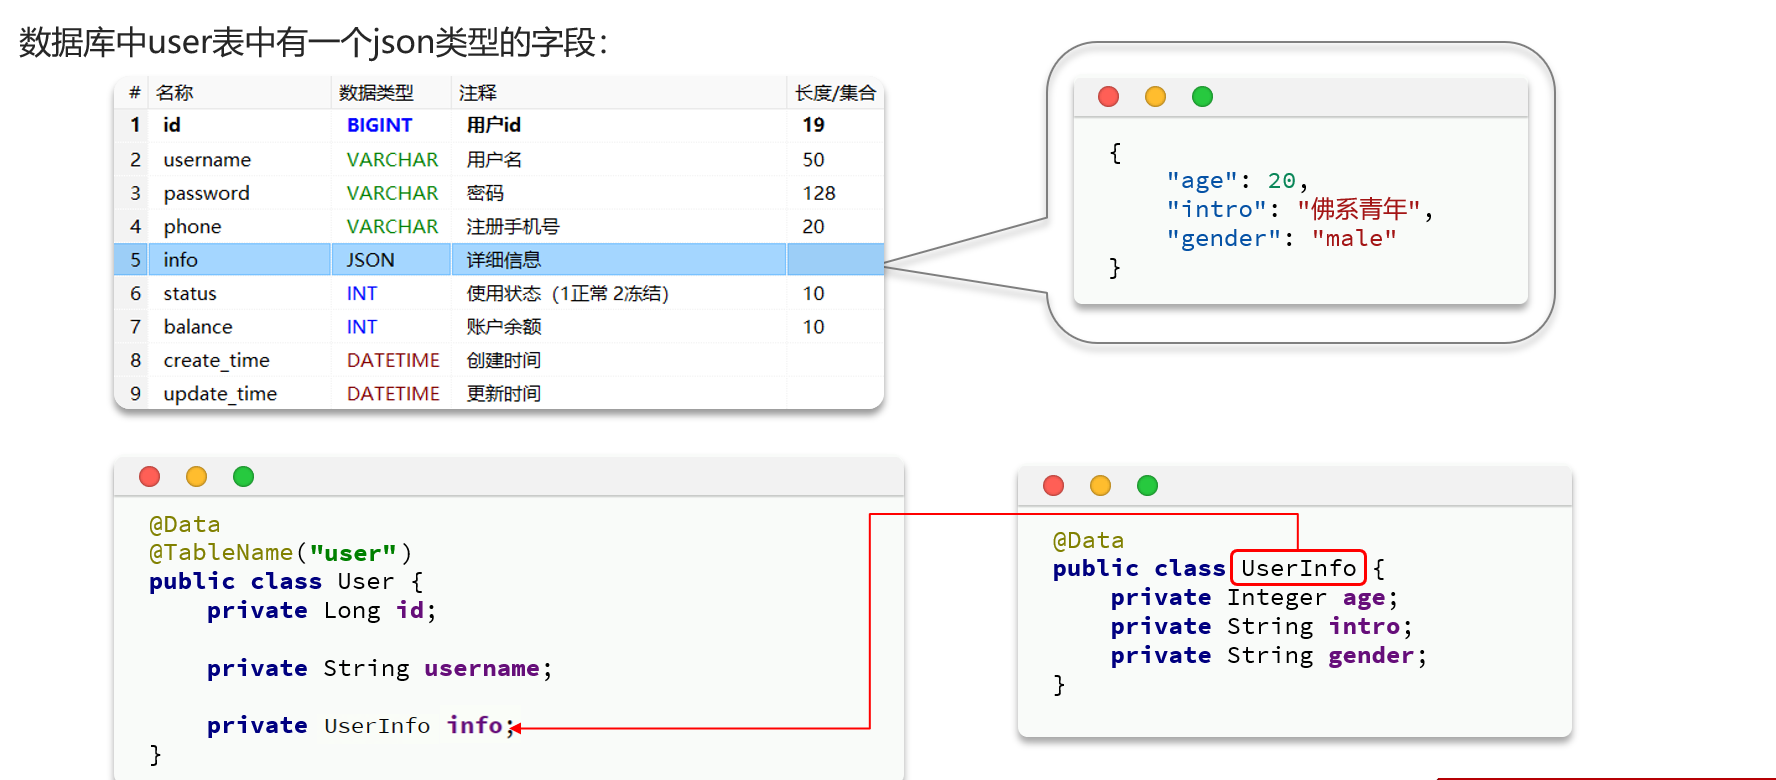 数据库中user表中有一个json类型的字段：
# 名称 数据类型 注释 长度/集合
1 id BIGINT 用户id 19
2 username VARCHAR 用户名 50
3 password VARCHAR 密码 128
4 phone VARCHAR 注册手机号 20
5 info JSON 详细信息
6 status INT 使用状态（1正常 2冻结） 10
7 balance INT 账户余额 10
8 create_time DATETIME 创建时间
9 update_time DATETIME 更新时间
{
"age": 20,
"intro": "佛系青年",
"gender": "male"
}
@Data
@TableName("user")
public class User {
private Long id;
private String username;
private UserInfo info;
}
@Data
public class UserInfo {
private Integer age;
private String intro;
private String gender;
}